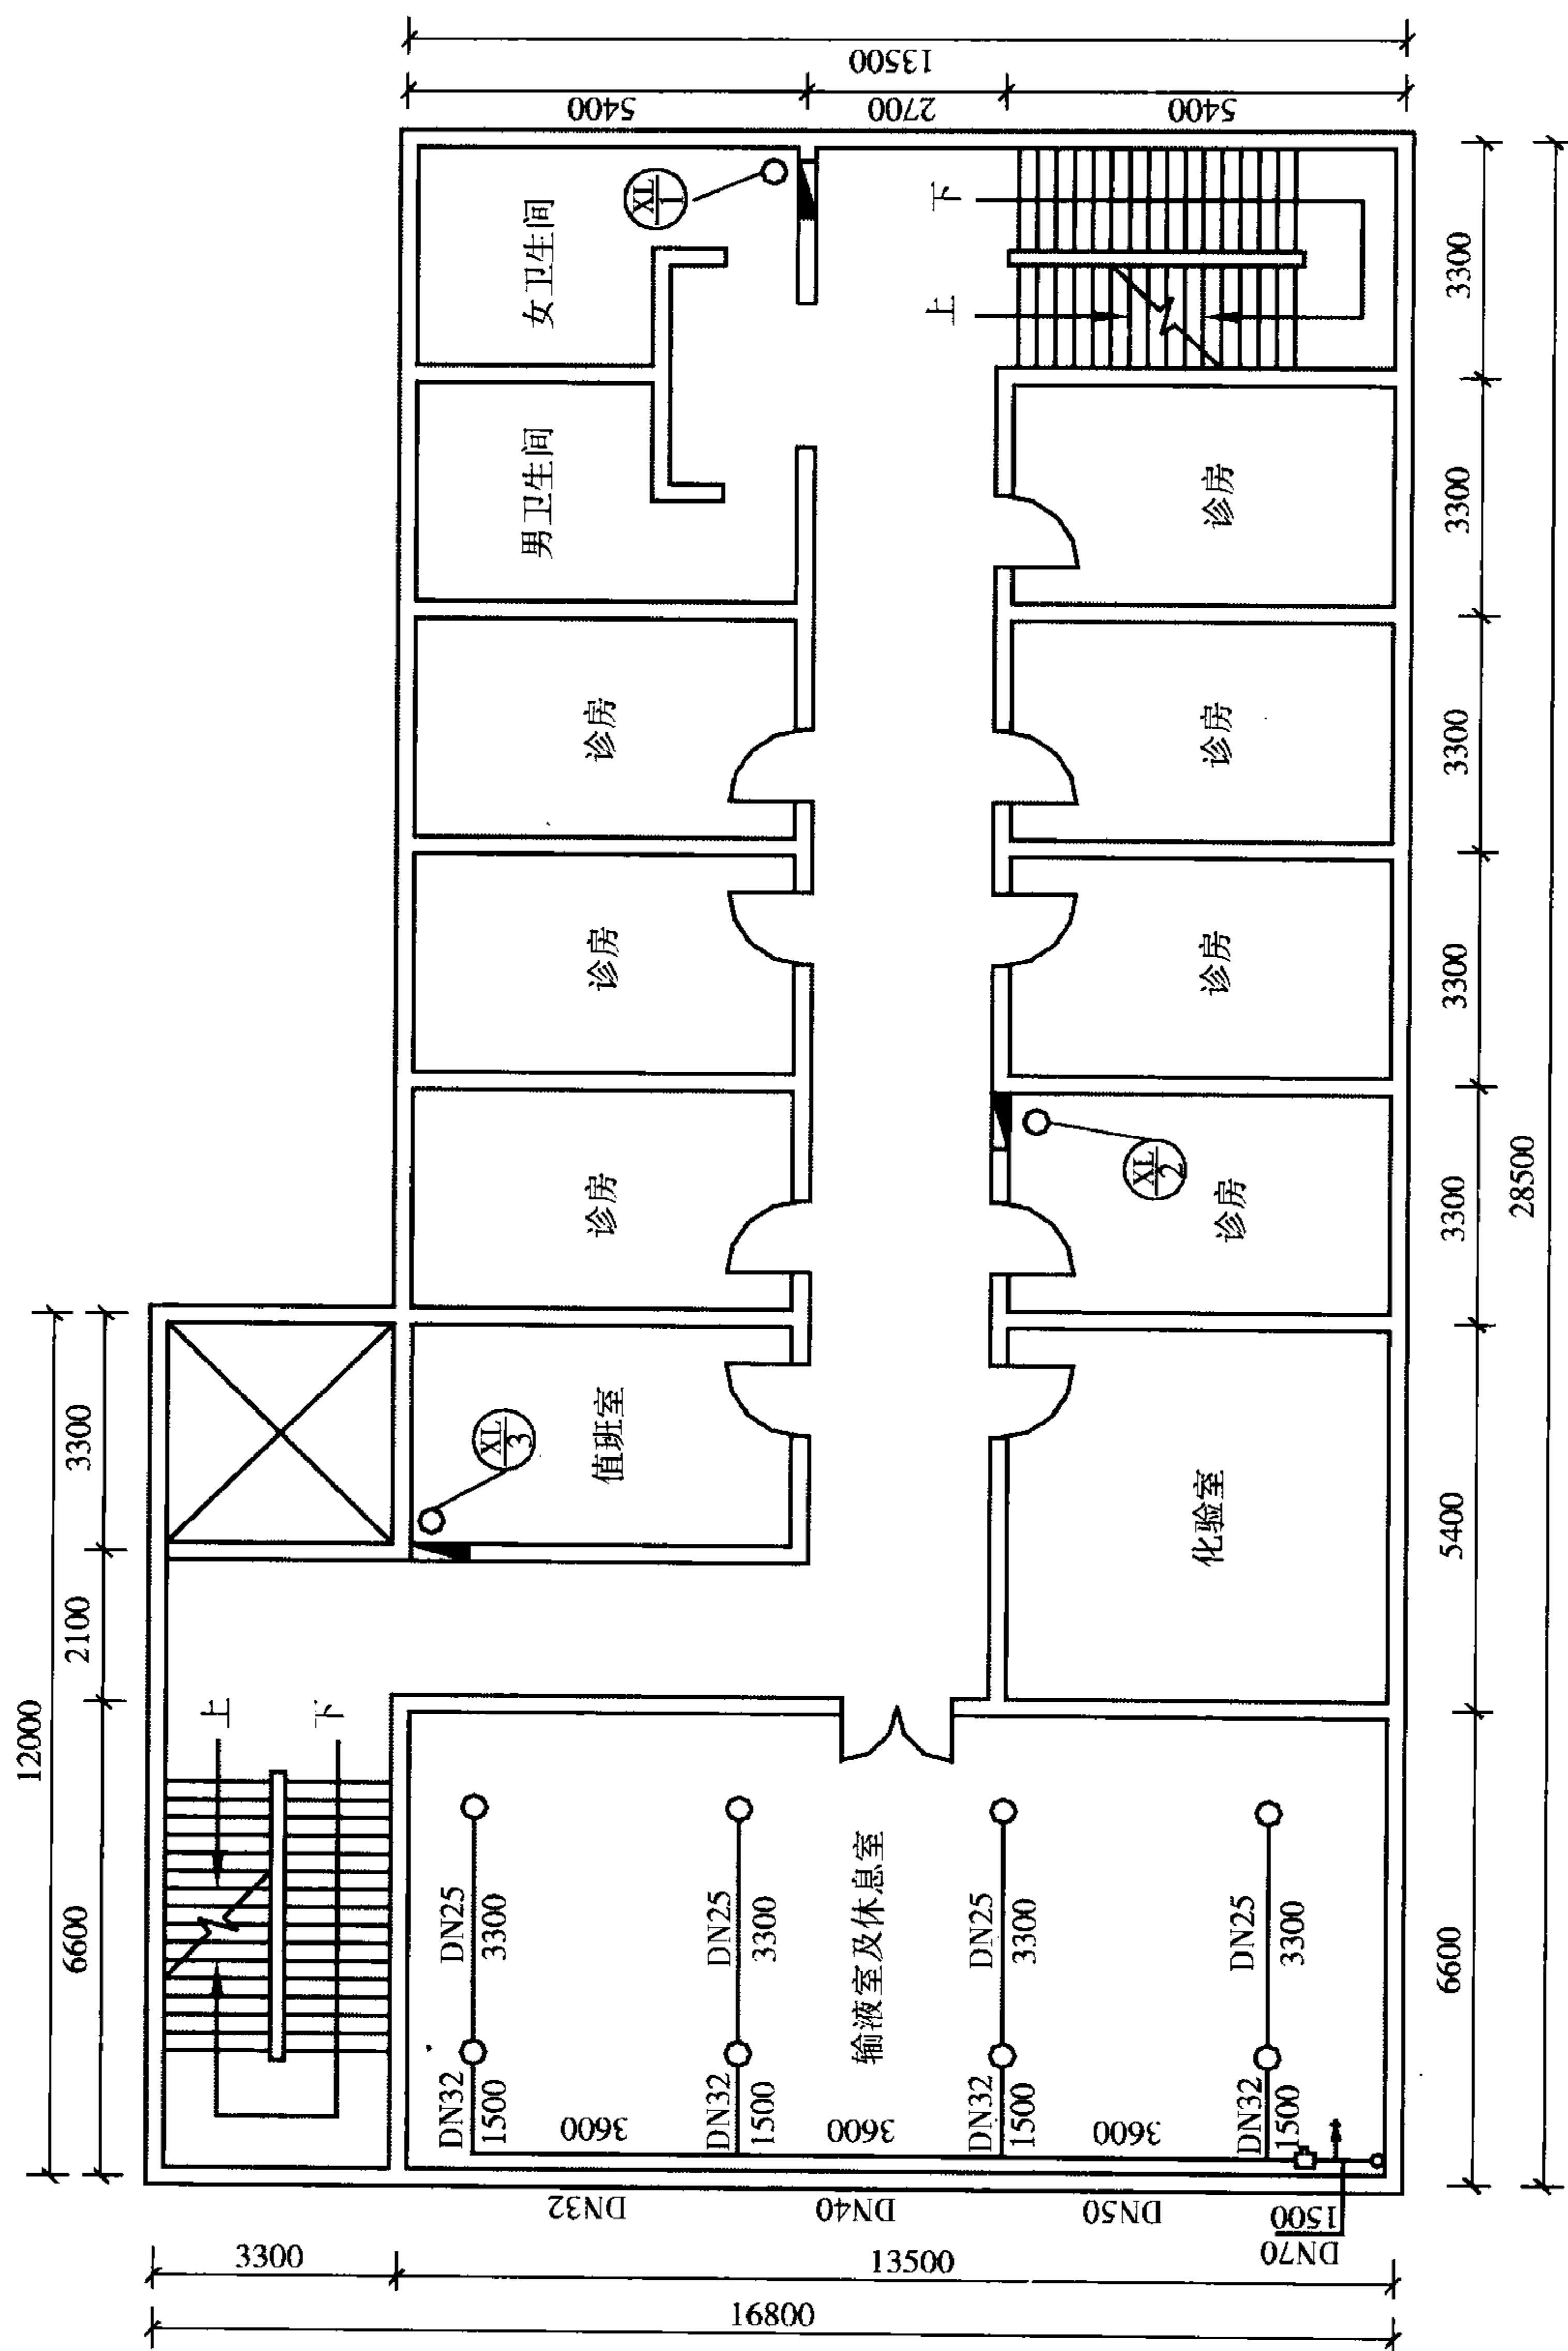 13500
5400
2700
5400
女卫生间
XL
1
下
上
3300
男卫生间
诊房
3300
诊房
诊房
3300
诊房
诊房
3300
诊房
XL
2
诊房
3300
28500
12000
3300
XL
3
值班室
化验室
5400
2100
上
下
6600
DN25
3300
DN25
3300
DN25
3300
DN25
3300
输液室及休息室
6600
DN32
1500
DN32
1500
DN32
1500
DN32
1500
3600
3600
3600
DN32
DN40
DN50
1500
DN70
3300
13500
16800